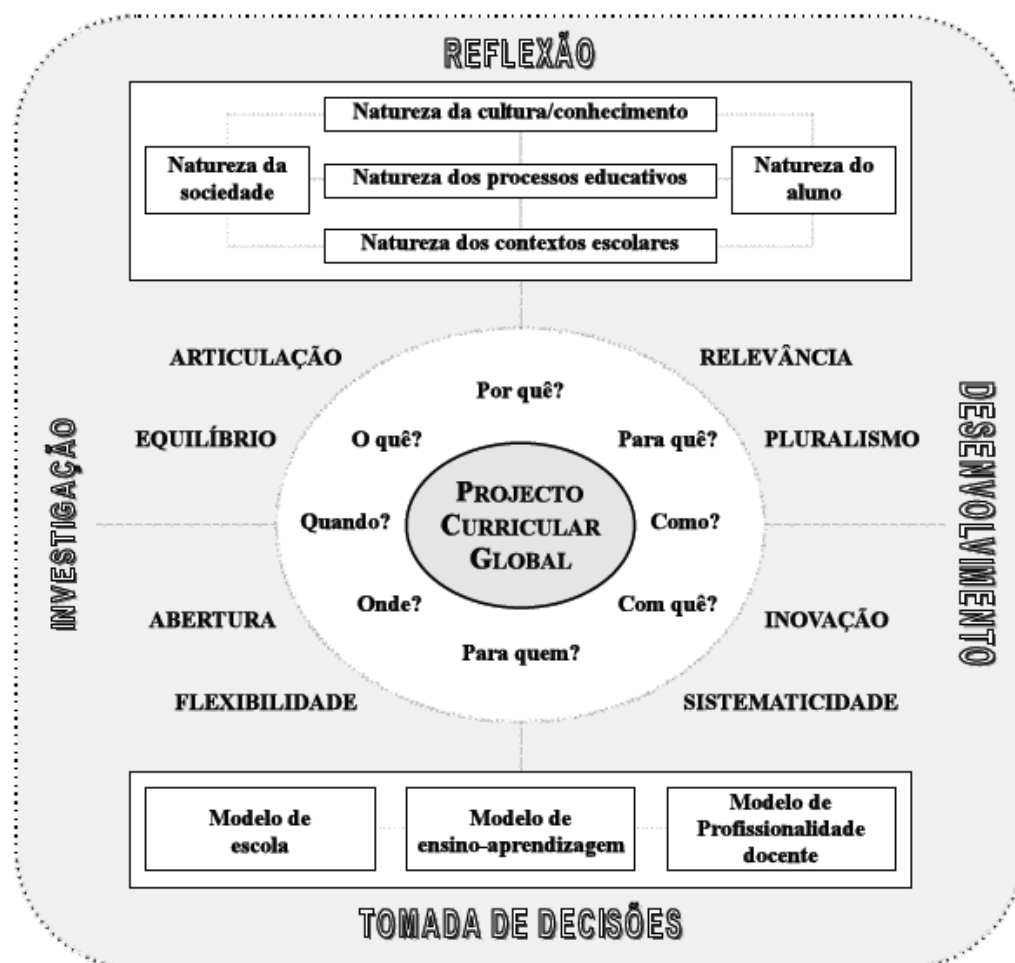 REFLEXÃO
Natureza da cultura/conhecimento
Natureza da
sociedade
Natureza dos processos educativos
Natureza do
aluno
Natureza dos contextos escolares
ARTICULAÇÃO
RELEVÂNCIA
Por quê?
EQUILÍBRIO
O quê?
Para quê?
PLURALISMO
INVESTIGAÇÃO
Quando?
PROJECTO
CURRICULAR
GLOBAL
Como?
DESENVOLVIMENTO
ABERTURA
Onde?
Com quê?
INOVAÇÃO
Para quem?
FLEXIBILIDADE
SISTEMATICIDADE
Modelo de
escola
Modelo de
ensino-aprendizagem
Modelo de
Profissionalidade
docente
TOMADA DE DECISÕES